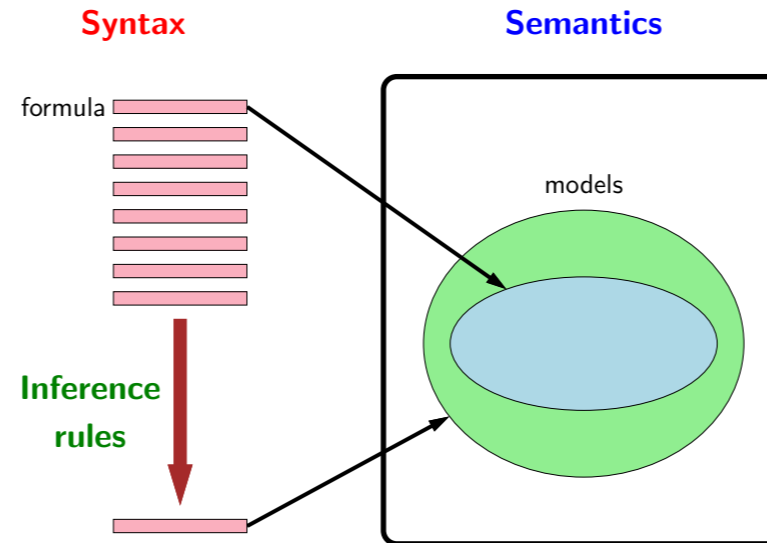 Syntax
Semantics
formula
models
Inference
rules